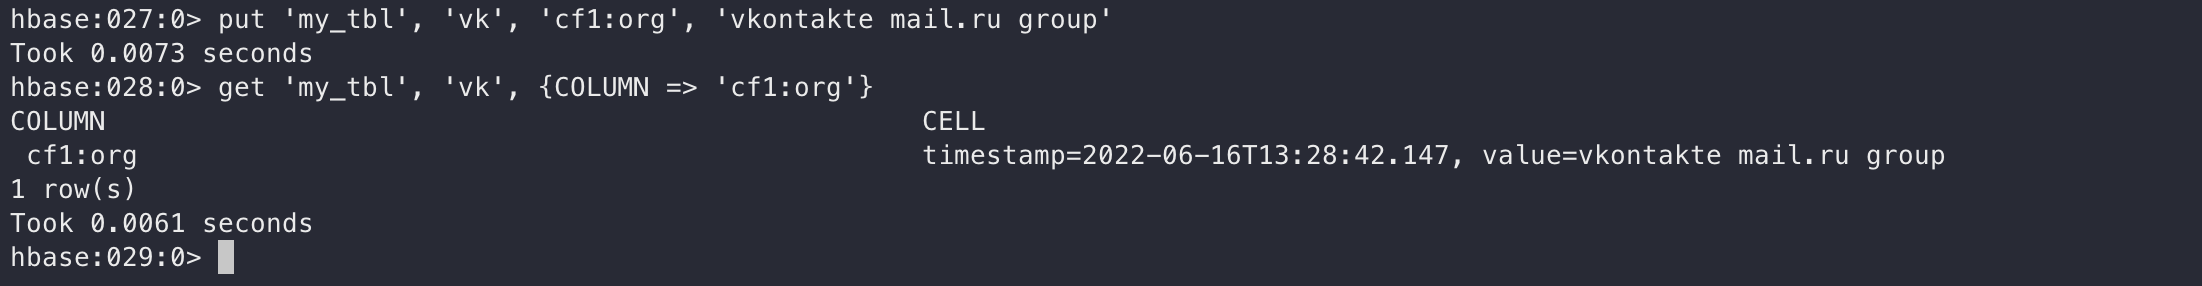 hbase:027:0> put 'my_tbl', 'vk', 'cf1:org', 'vkontakte mail.ru group'
Took 0.0073 seconds
hbase:028:0> get 'my_tbl', 'vk', {COLUMN => 'cf1:org'}
COLUMN CELL
cf1:org timestamp=2022-06-16T13:28:42.147, value=vkontakte mail.ru group
1 row(s)
Took 0.0061 seconds
hbase:029:0>